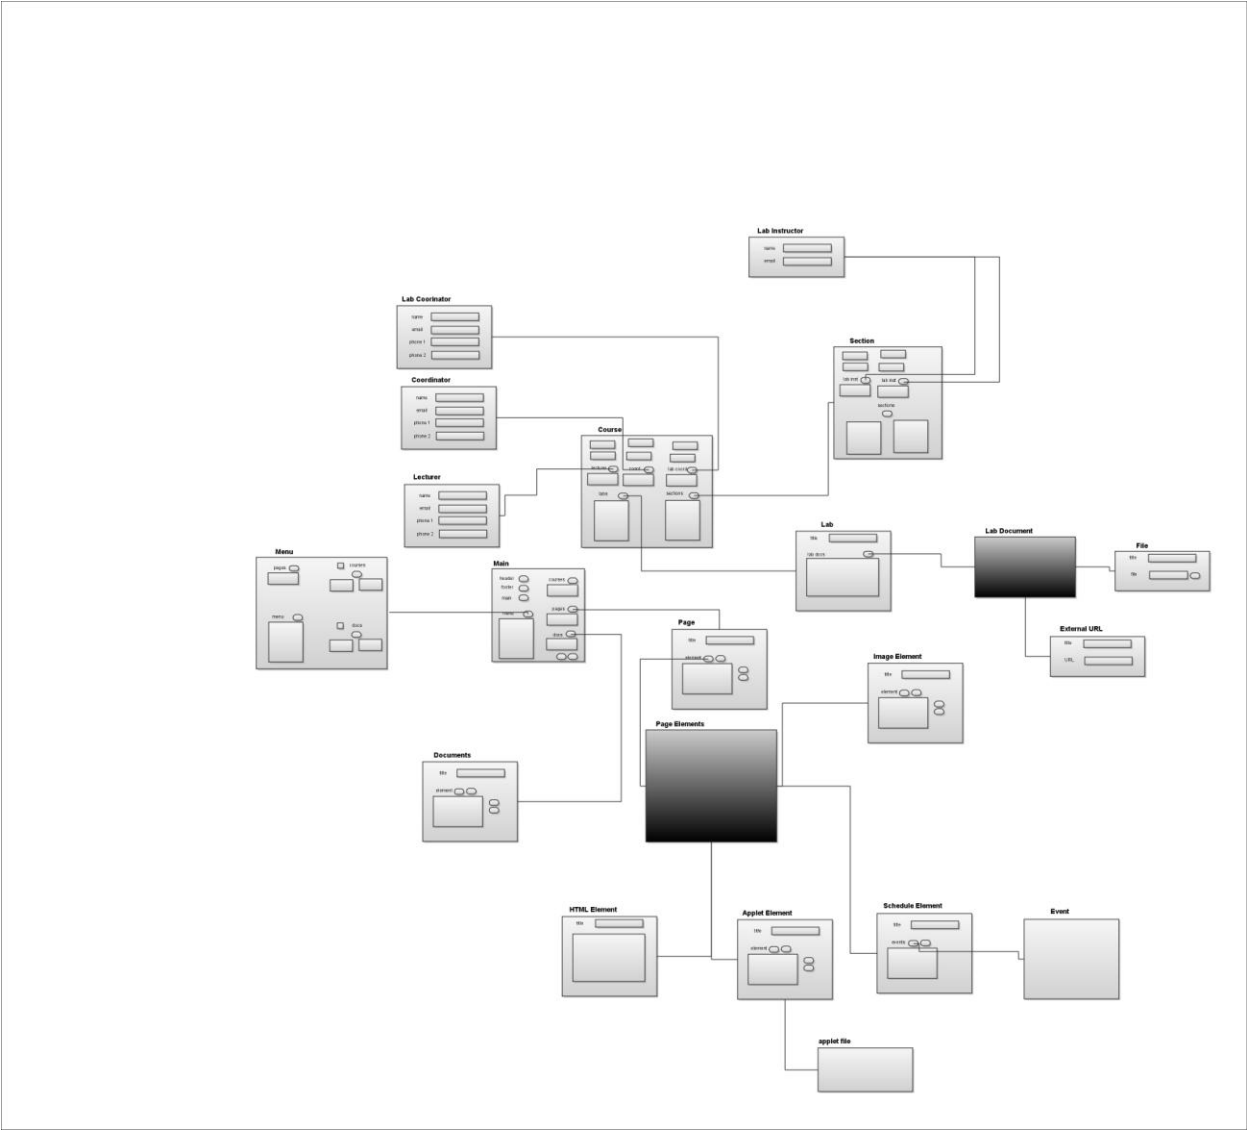 Lab Instructor
name
email
Lab Coorinator
name
email
phone 1
phone 2
Section
lab inst
lab inst
sections
Coordinator
name
email
phone 1
phone 2
Course
lecturer
coord
lab coord
labs
sections
Lecturer
name
email
phone 1
phone 2
Lab
title
lab docs
Lab Document
File
title
file
External URL
title
URL
Menu
pages
courses
menu
docs
Main
header
footer
main
menu
courses
pages
docs
Page
title
element
Image Element
title
element
Page Elements
Documents
title
element
HTML Element
title
Applet Element
title
element
Schedule Element
title
events
Event
applet file